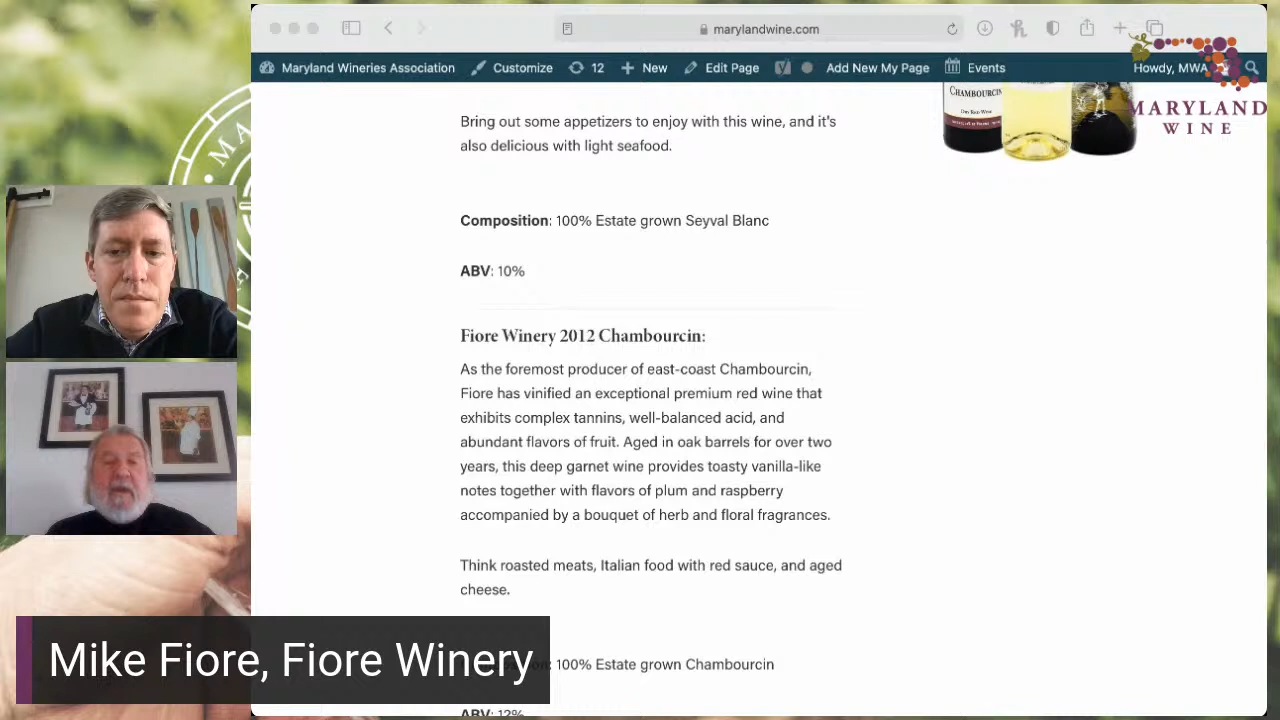 marylandwine.com
Maryland Wineries Association
Customize
12
New
Edit Page
Add New My Page
Events
Howdy, MWA
MARYLAND
WINE
CHAMBOURCIN
Bring out some appetizers to enjoy with this wine, and it's
also delicious with light seafood.
Composition: 100% Estate grown Seyval Blanc
ABV: 10%
Fiore Winery 2012 Chambourcin:
As the foremost producer of east-coast Chambourcin,
Fiore has vinified an exceptional premium red wine that
exhibits complex tannins, well-balanced acid, and
abundant flavors of fruit. Aged in oak barrels for over two
years, this deep garnet wine provides toasty vanilla-like
notes together with flavors of plum and raspberry
accompanied by a bouquet of herb and floral fragrances.
Think roasted meats, Italian food with red sauce, and aged
cheese.
100% Estate grown Chambourcin
ABV: 12%
Mike Fiore, Fiore Winery